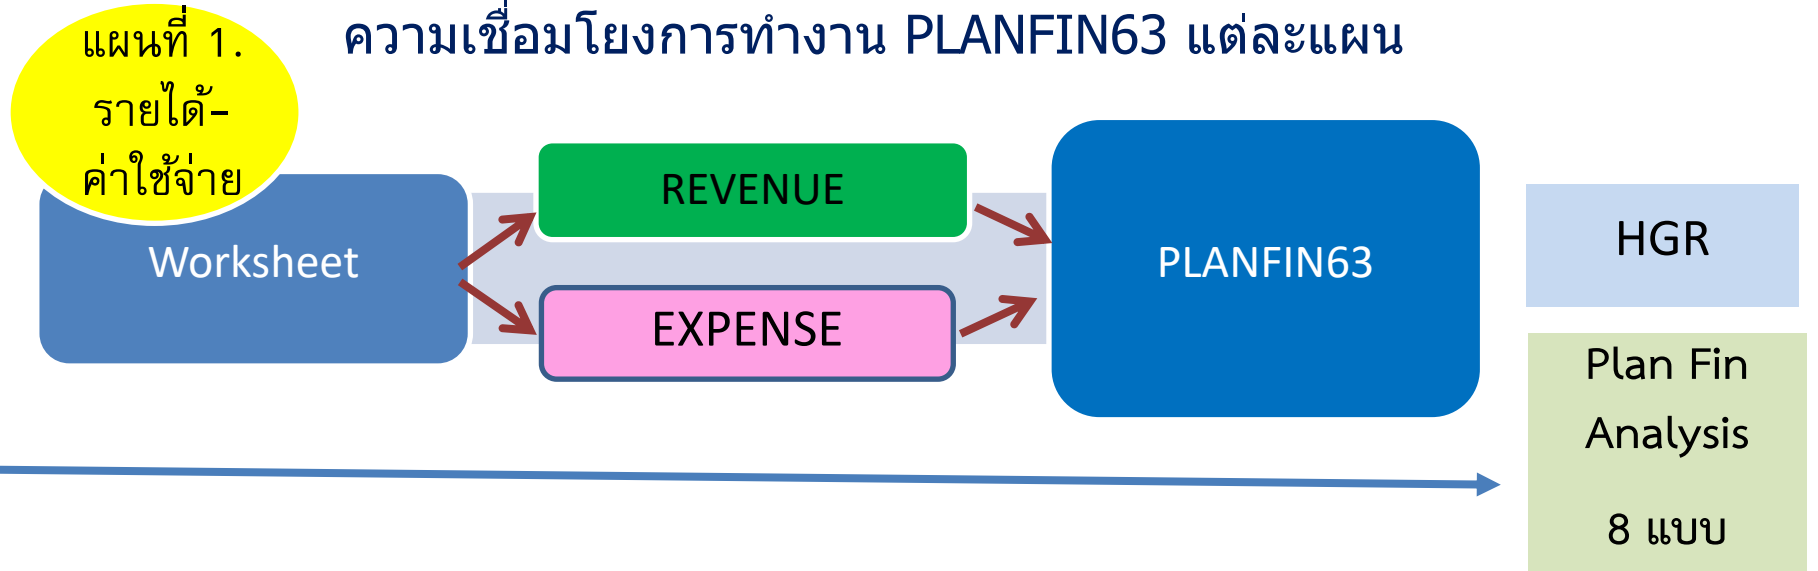 ความเชื่อมโยงการทำงาน PLANFIN63 แต่ละแผน
แผนที่ 1.
รายได้-
ค่าใช้จ่าย
Worksheet
REVENUE
EXPENSE
PLANFIN63
HGR
Plan Fin
Analysis
8 แบบ